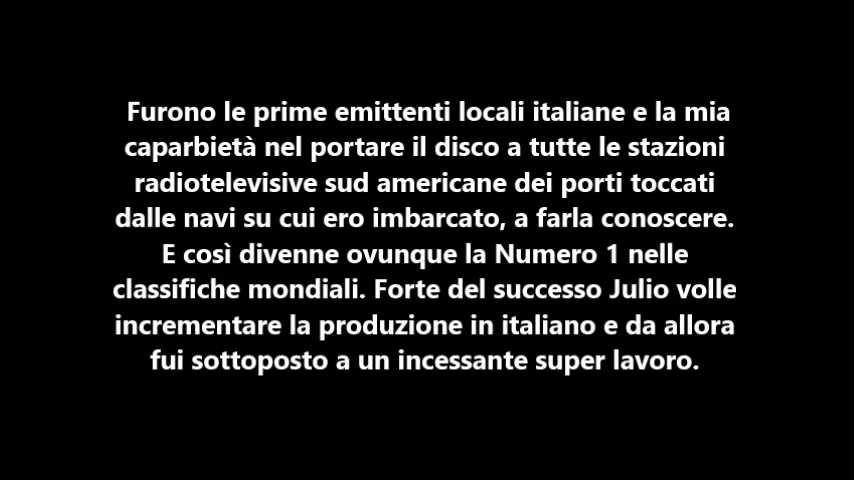 Furono le prime emittenti locali italiane e la mia
caparbietà nel portare il disco a tutte le stazioni
radiotelevisive sud americane dei porti toccati
dalle navi su cui ero imbarcato, a farla conoscere.
E così divenne ovunque la Numero 1 nelle
classifiche mondiali. Forte del successo Julio volle
incrementare la produzione in italiano e da allora
fui sottoposto a un incessante super lavoro.